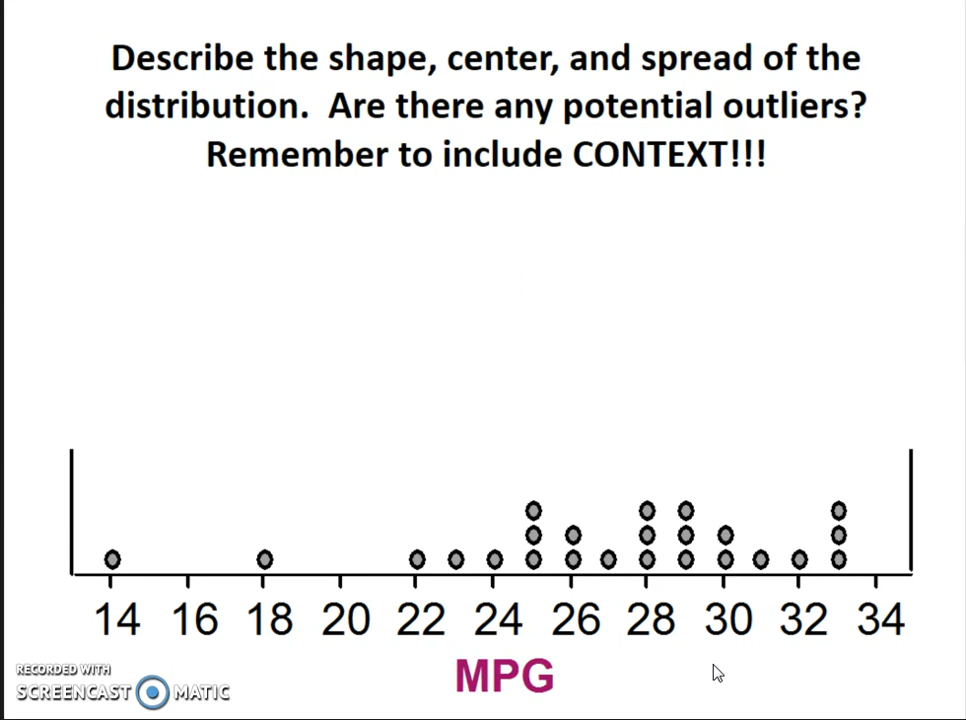 Describe the shape, center, and spread of the
distribution. Are there any potential outliers?
Remember to include CONTEXT!!!
14 16 18 20 22 24 26 28 30 32 34
MPG
RECORDED WITH
SCREENCAST MATIC